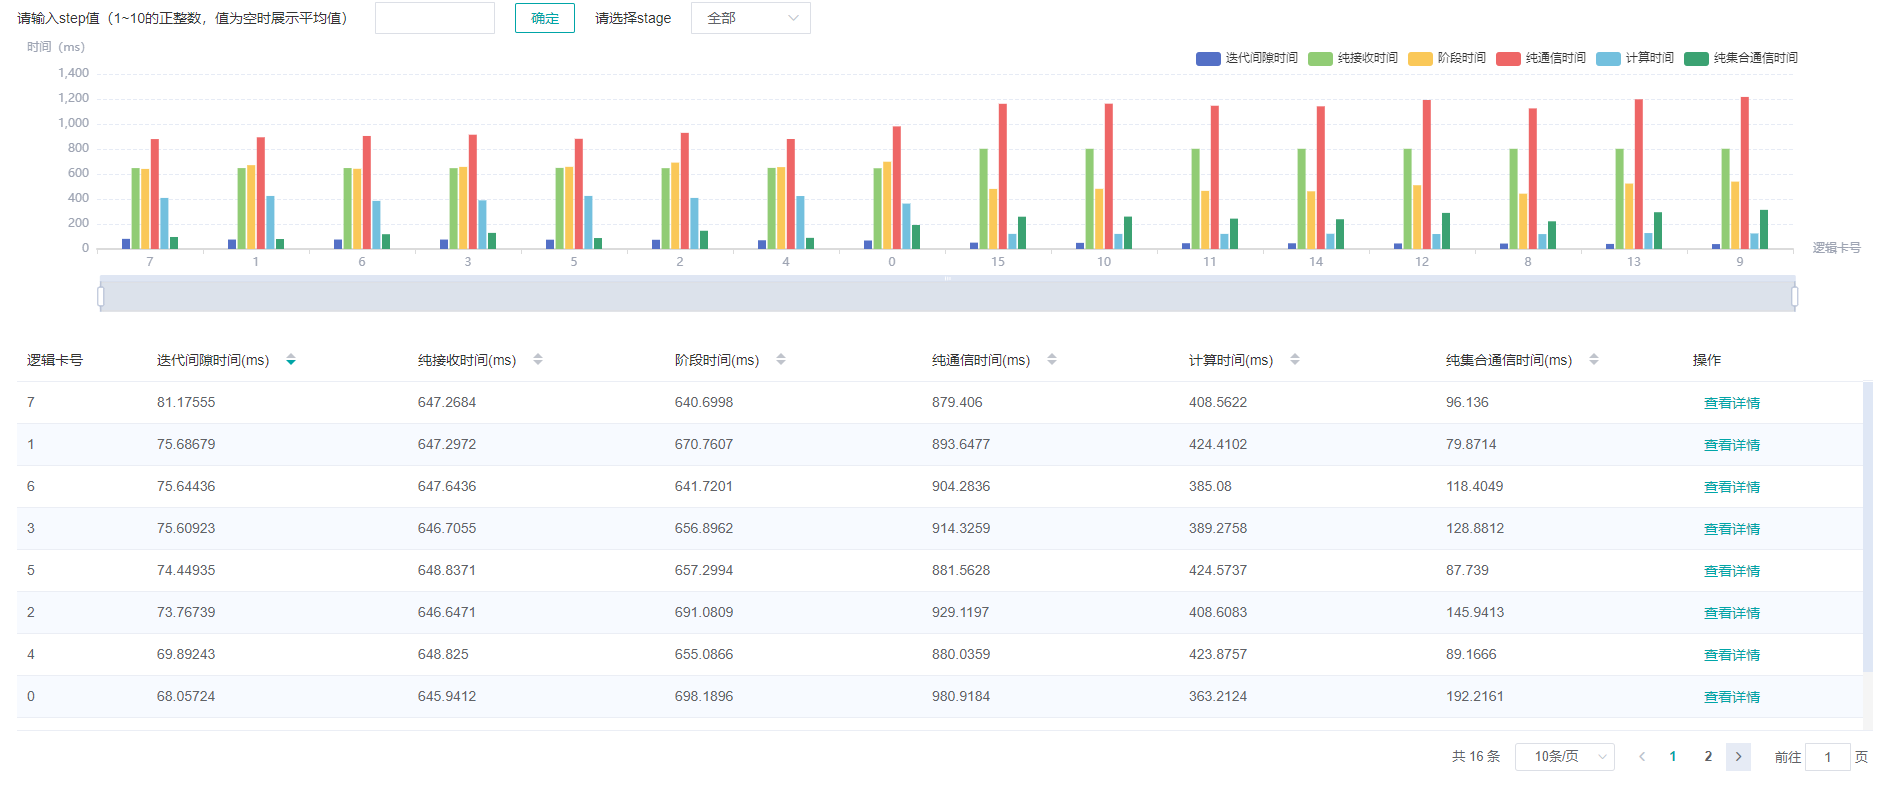 请输入step值（1~10的正整数，值为空时展示平均值） 确定 请选择stage 全部
时间（ms）
迭代间隙时间 纯接收时间 阶段时间 纯通信时间 计算时间 纯集合通信时间
1,400
1,200
1,000
800
600
400
200
0
逻辑卡号
7 1 6 3 5 2 4 0 15 10 11 14 12 8 13 9
逻辑卡号 迭代间隙时间(ms) 纯接收时间(ms) 阶段时间(ms) 纯通信时间(ms) 计算时间(ms) 纯集合通信时间(ms) 操作
7 81.17555 647.2684 640.6998 879.406 408.5622 96.136 查看详情
1 75.68679 647.2972 670.7607 893.6477 424.4102 79.8714 查看详情
6 75.64436 647.6436 641.7201 904.2836 385.08 118.4049 查看详情
3 75.60923 646.7055 656.8962 914.3259 389.2758 128.8812 查看详情
5 74.44935 648.8371 657.2994 881.5628 424.5737 87.739 查看详情
2 73.76739 646.6471 691.0809 929.1197 408.6083 145.9413 查看详情
4 69.89243 648.825 655.0866 880.0359 423.8757 89.1666 查看详情
0 68.05724 645.9412 698.1896 980.9184 363.2124 192.2161 查看详情
共 16 条 10条/页 1 2 前往 1 页